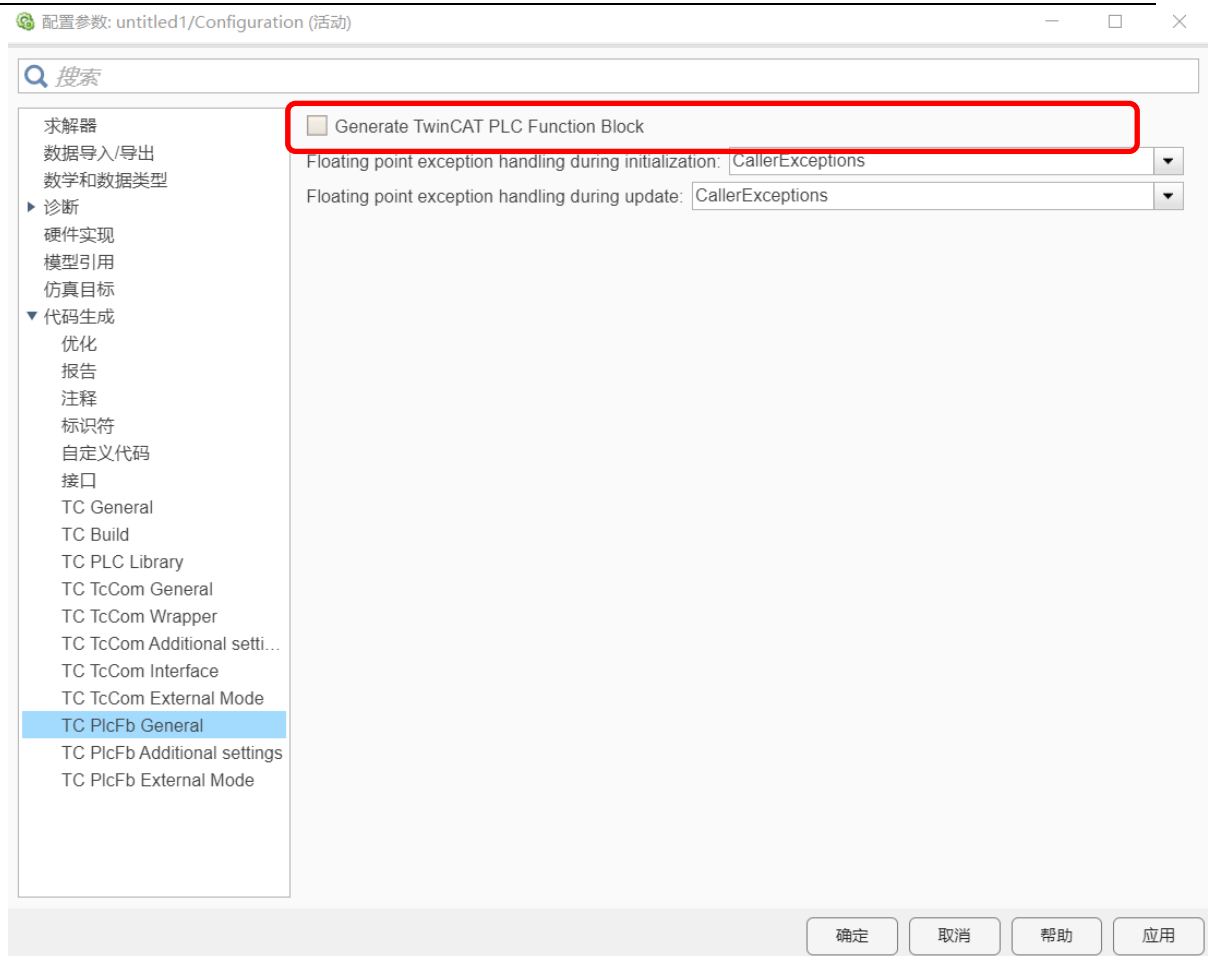 配置参数: untitled1/Configuration (活动)
搜索
求解器
数据导入/导出
数学和数据类型
诊断
硬件实现
模型引用
仿真目标
代码生成
优化
报告
注释
标识符
自定义代码
接口
TC General
TC Build
TC PLC Library
TC TcCom General
TC TcCom Wrapper
TC TcCom Additional setti...
TC TcCom Interface
TC TcCom External Mode
TC PlcFb General
TC PlcFb Additional settings
TC PlcFb External Mode
Generate TwinCAT PLC Function Block
Floating point exception handling during initialization: CallerExceptions
Floating point exception handling during update: CallerExceptions
确定 取消 帮助 应用